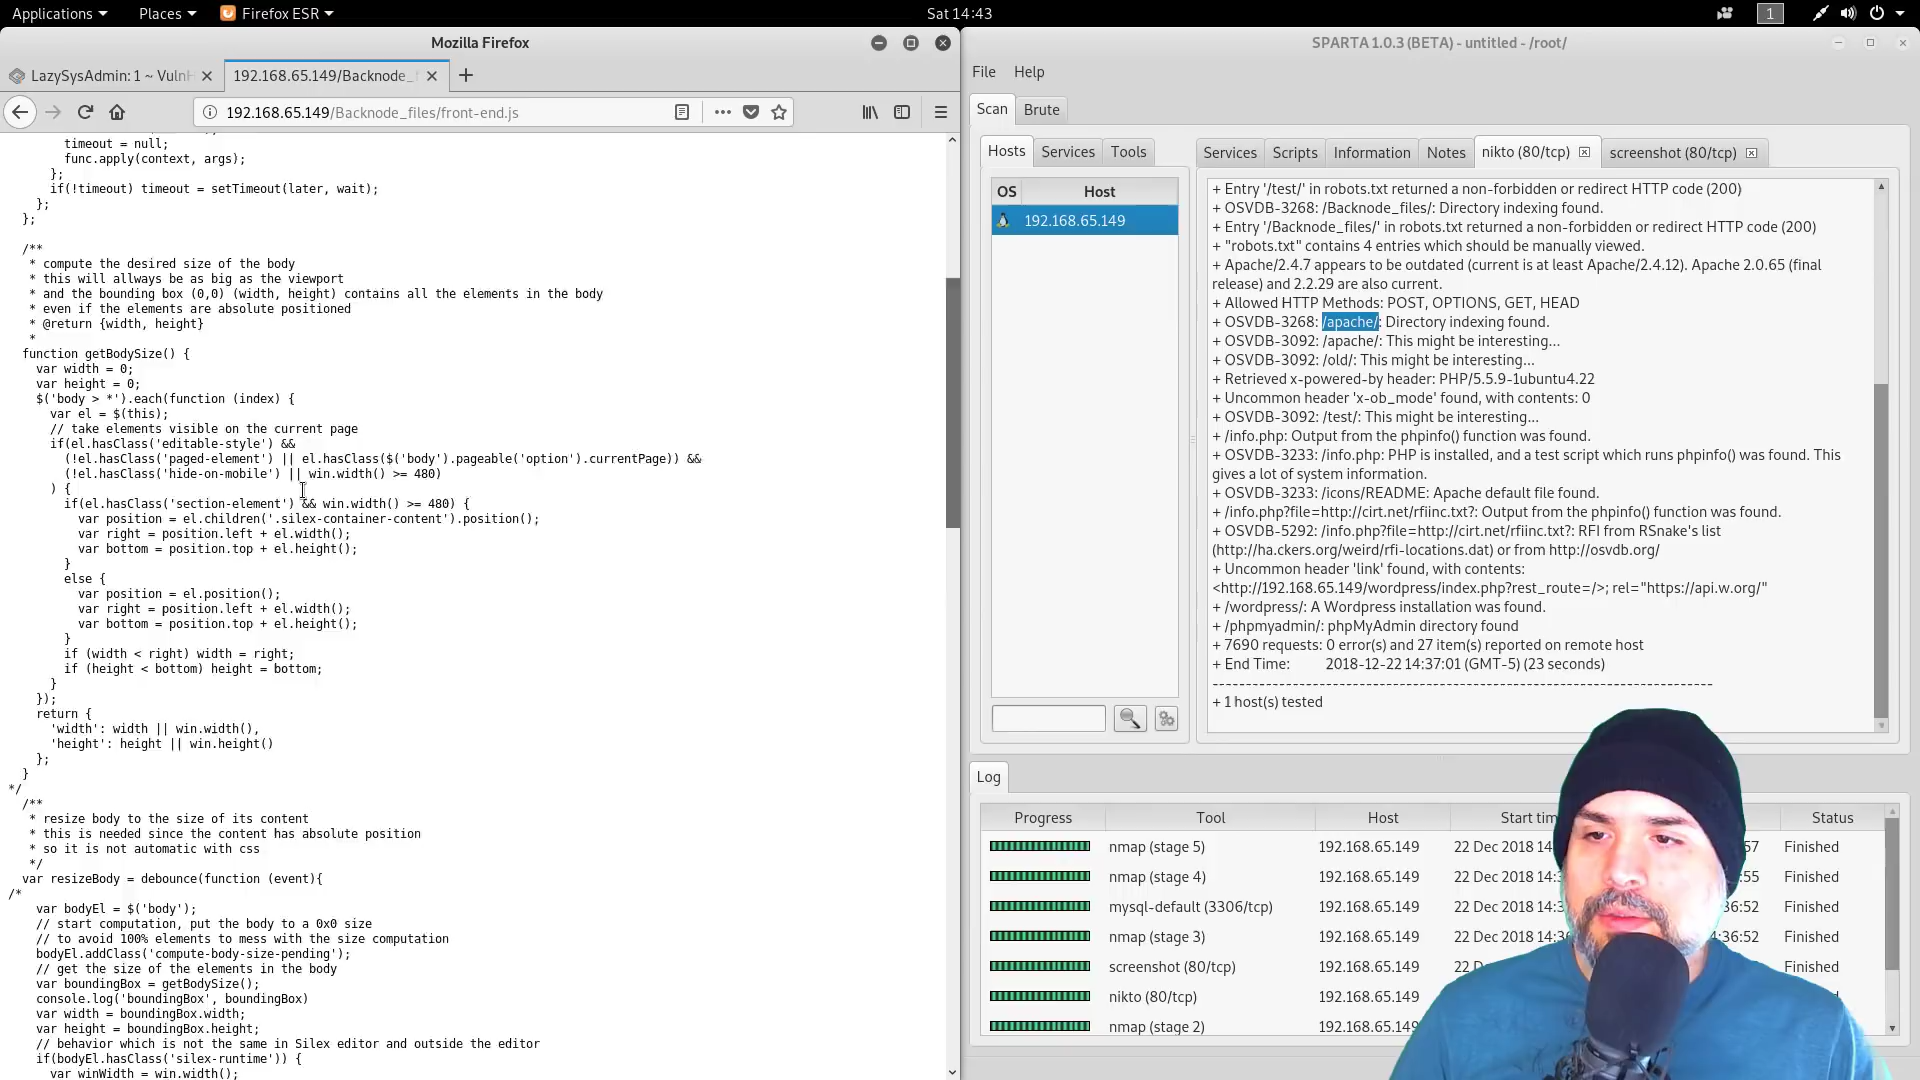 Applications
Places
Firefox ESR
Sat 14:43
1
Mozilla Firefox
SPARTA 1.0.3 (BETA) - untitled - /root/
LazySysAdmin: 1 ~ Vuln
192.168.65.149/Backnode_f
192.168.65.149/Backnode_files/front-end.js
timeout = null;
func.apply(context, args);
};
if(!timeout) timeout = setTimeout(later, wait);
};
};
/**
* compute the desired size of the body
* this will allways be as big as the viewport
* and the bounding box (0,0) (width, height) contains all the elements in the body
* even if the elements are absolute positioned
* @return {width, height}
*
function getBodySize() {
var width = 0;
var height = 0;
$('body > *').each(function (index) {
var el = $(this);
// take elements visible on the current page
if(el.hasClass('editable-style') &&
(!el.hasClass('paged-element') || el.hasClass($('body').pageable('option').currentPage)) &&
(!el.hasClass('hide-on-mobile') || win.width() >= 480)
) {
if(el.hasClass('section-element') && win.width() >= 480) {
var position = el.children('.silex-container-content').position();
var right = position.left + el.width();
var bottom = position.top + el.height();
}
else {
var position = el.position();
var right = position.left + el.width();
var bottom = position.top + el.height();
}
if (width < right) width = right;
if (height < bottom) height = bottom;
}
});
return {
'width': width || win.width(),
'height': height || win.height()
};
}
*/
/**
* resize body to the size of its content
* this is needed since the content has absolute position
* so it is not automatic with css
*/
var resizeBody = debounce(function (event){
/*
var bodyEl = $('body');
// start computation, put the body to a 0x0 size
// to avoid 100% elements to mess with the size computation
bodyEl.addClass('compute-body-size-pending');
// get the size of the elements in the body
var boundingBox = getBodySize();
console.log('boundingBox', boundingBox)
var width = boundingBox.width;
var height = boundingBox.height;
// behavior which is not the same in Silex editor and outside the editor
if(bodyEl.hasClass('silex-runtime')) {
var winWidth = win.width();
File Help
Scan Brute
Hosts Services Tools
OS Host
192.168.65.149
Services Scripts Information Notes nikto (80/tcp) screenshot (80/tcp)
+ Entry '/test/' in robots.txt returned a non-forbidden or redirect HTTP code (200)
+ OSVDB-3268: /Backnode_files/: Directory indexing found.
+ Entry '/Backnode_files/' in robots.txt returned a non-forbidden or redirect HTTP code (200)
+ "robots.txt" contains 4 entries which should be manually viewed.
+ Apache/2.4.7 appears to be outdated (current is at least Apache/2.4.12). Apache 2.0.65 (final
release) and 2.2.29 are also current.
+ Allowed HTTP Methods: POST, OPTIONS, GET, HEAD
+ OSVDB-3268: /apache/: Directory indexing found.
+ OSVDB-3092: /apache/: This might be interesting...
+ OSVDB-3092: /old/: This might be interesting...
+ Retrieved x-powered-by header: PHP/5.5.9-1ubuntu4.22
+ Uncommon header 'x-ob_mode' found, with contents: 0
+ OSVDB-3092: /test/: This might be interesting...
+ /info.php: Output from the phpinfo() function was found.
+ OSVDB-3233: /info.php: PHP is installed, and a test script which runs phpinfo() was found. This
gives a lot of system information.
+ OSVDB-3233: /icons/README: Apache default file found.
+ /info.php?file=http://cirt.net/rfiinc.txt?: Output from the phpinfo() function was found.
+ OSVDB-5292: /info.php?file=http://cirt.net/rfiinc.txt?: RFI from RSnake's list
(http://ha.ckers.org/weird/rfi-locations.dat) or from http://osvdb.org/
+ Uncommon header 'link' found, with contents:
<http://192.168.65.149/wordpress/index.php?rest_route=/>; rel="https://api.w.org/"
+ /wordpress/: A Wordpress installation was found.
+ /phpmyadmin/: phpMyAdmin directory found
+ 7690 requests: 0 error(s) and 27 item(s) reported on remote host
+ End Time: 2018-12-22 14:37:01 (GMT-5) (23 seconds)
---------------------------------------------------------------------------
+ 1 host(s) tested
Log
Progress Tool Host Start tim Status
nmap (stage 5) 192.168.65.149 22 Dec 2018 14: 57 Finished
nmap (stage 4) 192.168.65.149 22 Dec 2018 14:3 55 Finished
mysql-default (3306/tcp) 192.168.65.149 22 Dec 2018 14:3 :36:52 Finished
nmap (stage 3) 192.168.65.149 22 Dec 2018 14:36 4:36:52 Finished
screenshot (80/tcp) 192.168.65.149 22 D Finished
nikto (80/tcp) 192.168.65.149
nmap (stage 2) 192.168.65.149